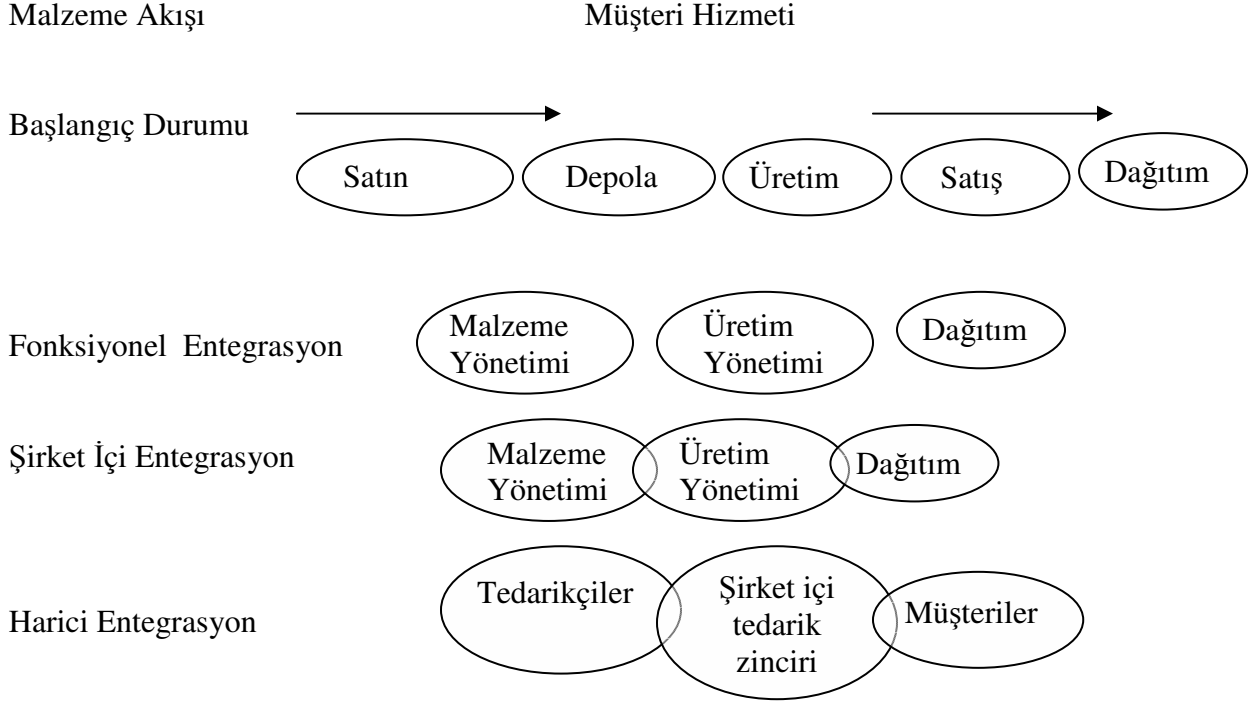 Malzeme Akışı Müşteri Hizmeti
Başlangıç Durumu
Satın Depola Üretim Satış Dağıtım
Fonksiyonel Entegrasyon
Malzeme
Yönetimi
Üretim
Yönetimi
Dağıtım
Şirket İçi Entegrasyon
Malzeme
Yönetimi
Üretim
Yönetimi
Dağıtım
Harici Entegrasyon
Tedarikçiler
Şirket içi
tedarik
zinciri
Müşteriler